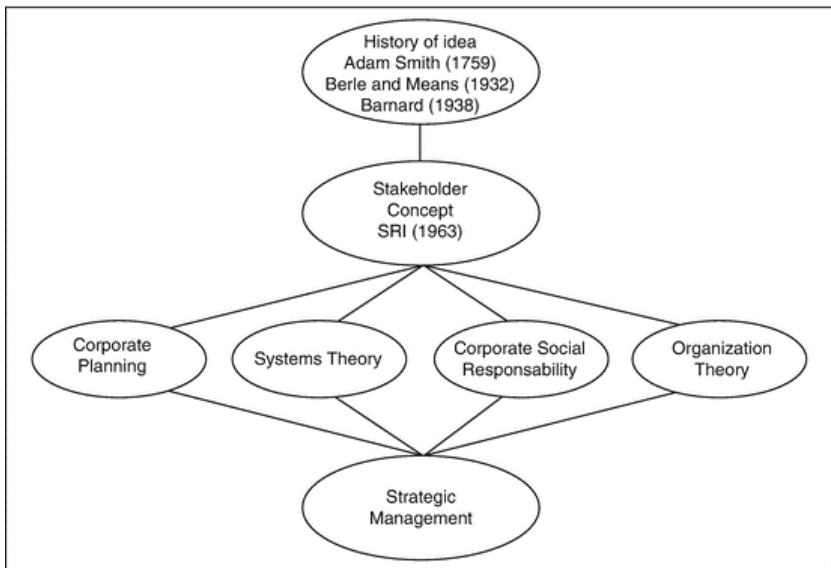 History of idea
Adam Smith (1759)
Berle and Means (1932)
Barnard (1938)
Stakeholder
Concept
SRI (1963)
Corporate
Planning
Systems Theory
Corporate Social
Responsability
Organization
Theory
Strategic
Management